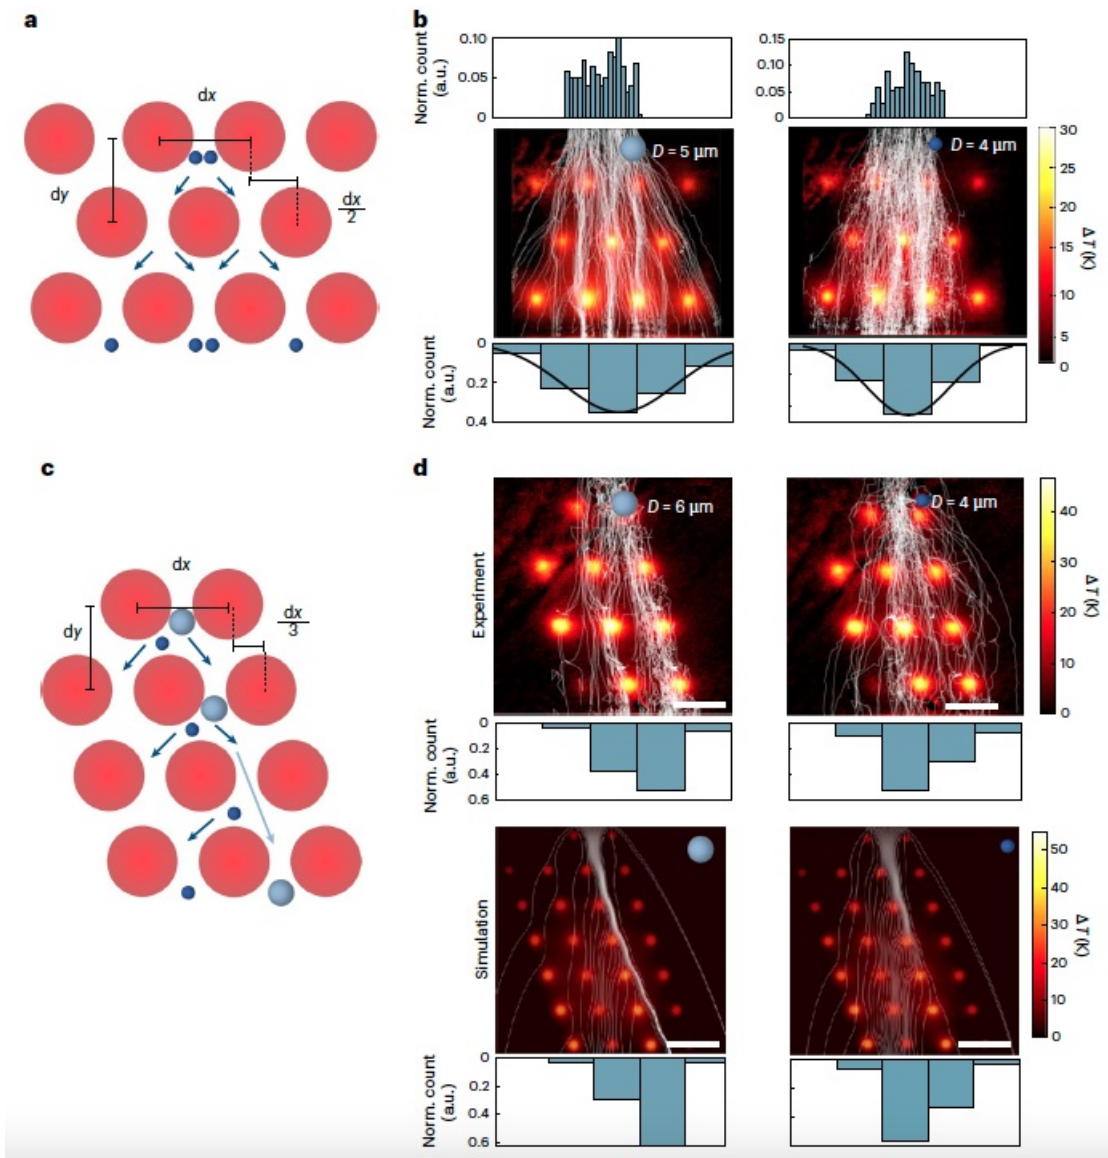 a
dx
dy
dx
2
b
Norm. count
(a.u.)
0.10
0.05
0
0.15
0.10
0.05
0
D = 5 μm
D = 4 μm
30
25
20
15
10
5
0
Δ T (K)
Norm. count
(a.u.)
0
0.2
0.4
c
dx
dy
dx
3
d
Experiment
D = 6 μm
D = 4 μm
40
30
20
10
0
Δ T (K)
Norm. count
(a.u.)
0
0.2
0.4
0.6
Simulation
50
40
30
20
10
0
Δ T (K)
Norm. count
(a.u.)
0
0.2
0.4
0.6